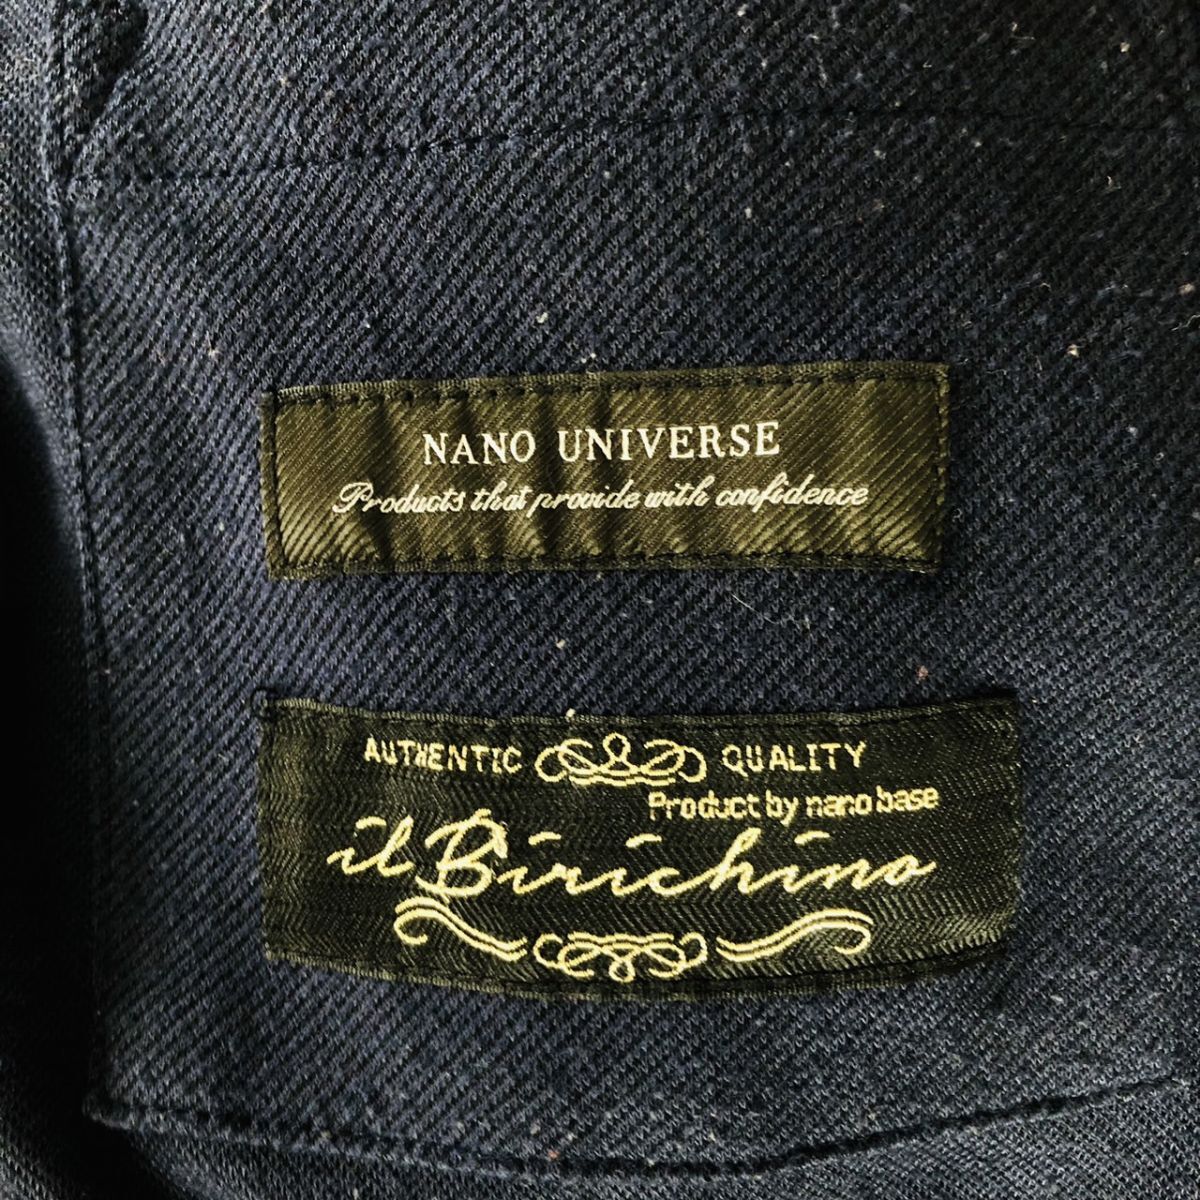 NANO UNIVERSE
Products that provide with confidence
AUTHENTIC QUALITY
Product by nano base
il Birichino